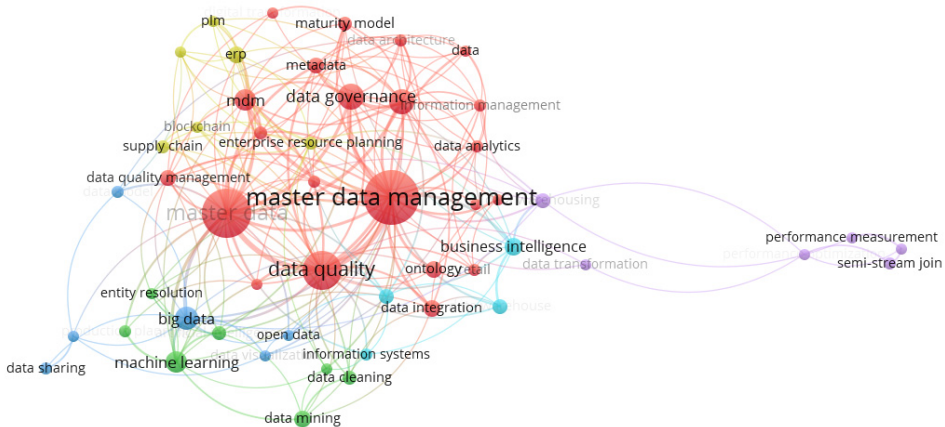 plm
maturity model
data architecture
data
erp
metadata
mdm
data governance
information management
blockchain
supply chain
enterprise resource planning
data analytics
data quality management
master data management
master data
business intelligence
performance measurement
data quality
ontology
retail
data transformation
semi-stream join
entity resolution
data integration
big data
open data
data visualization
information systems
machine learning
data sharing
data cleaning
data mining